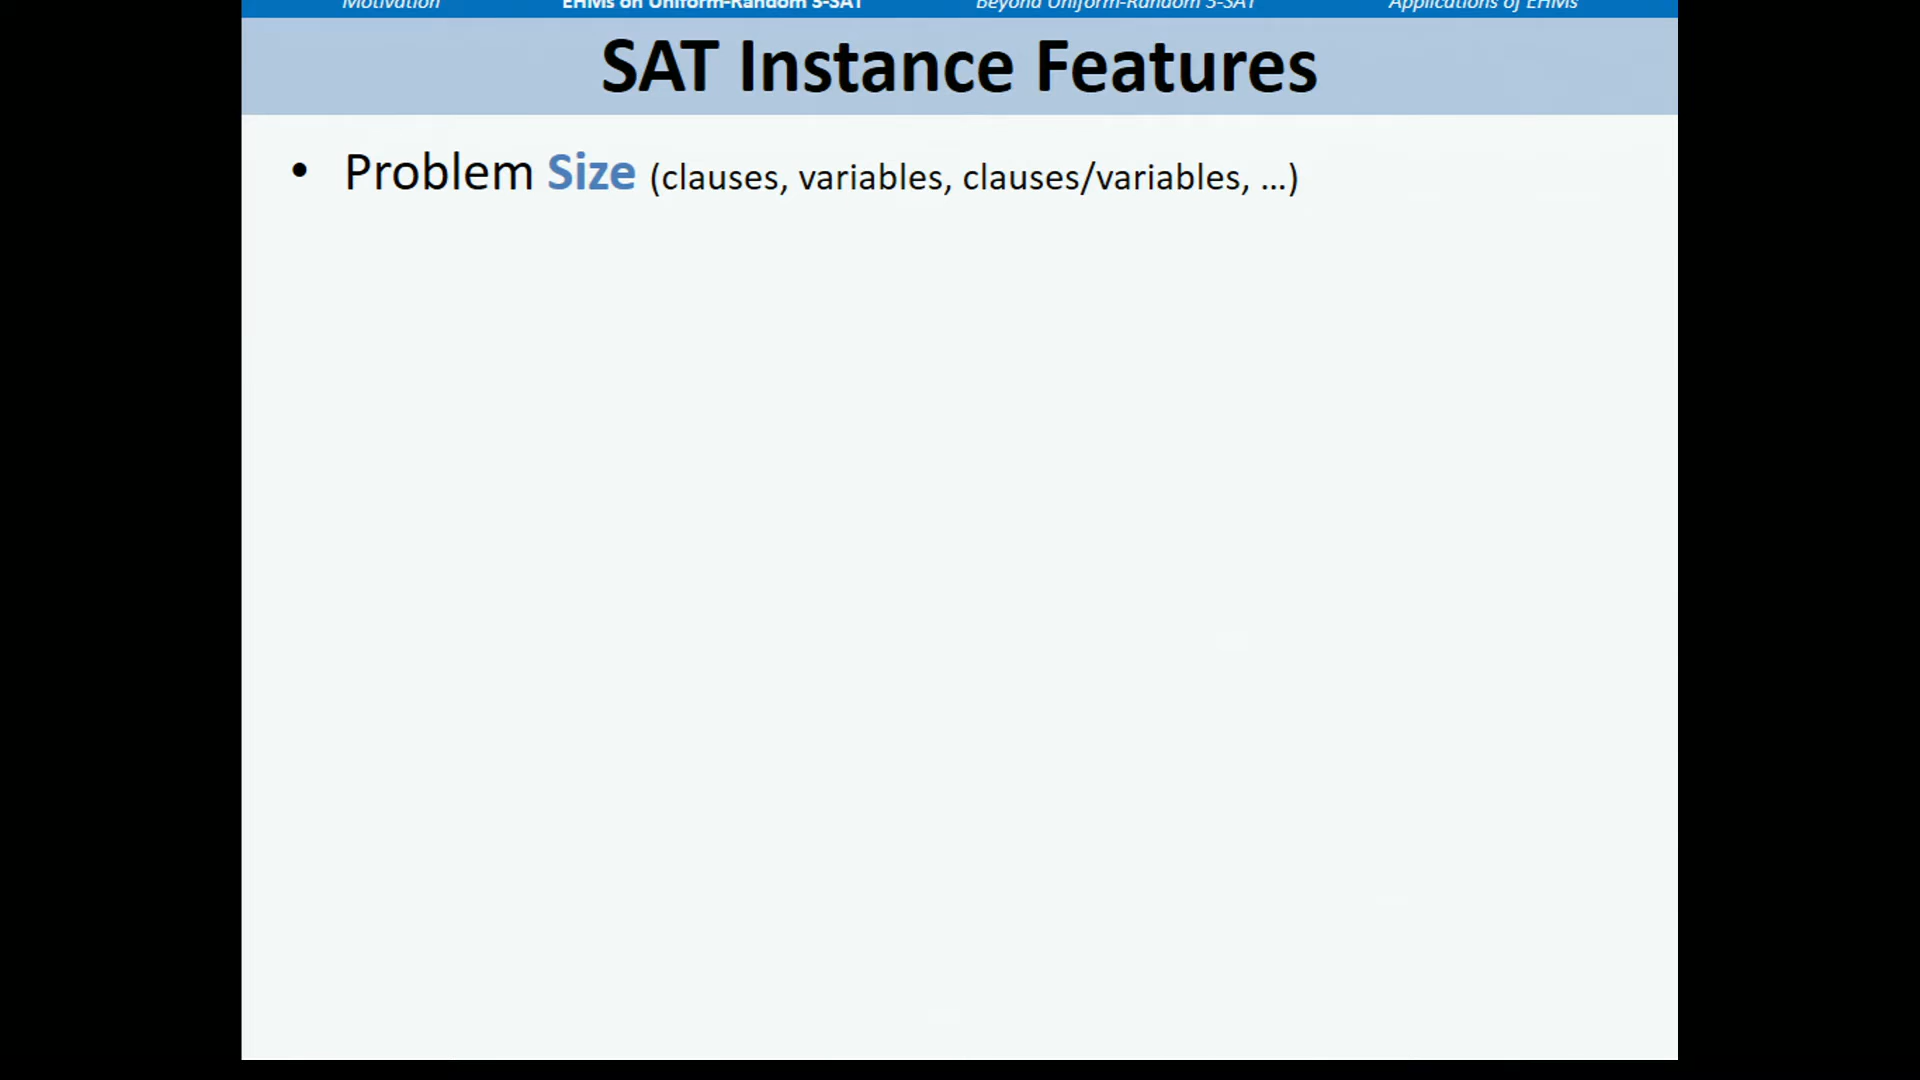 Motivation EHMs on Uniform-Random 3-SAT Beyond Uniform-Random 3-SAT Applications of EHMs
SAT Instance Features
• Problem Size (clauses, variables, clauses/variables, ...)